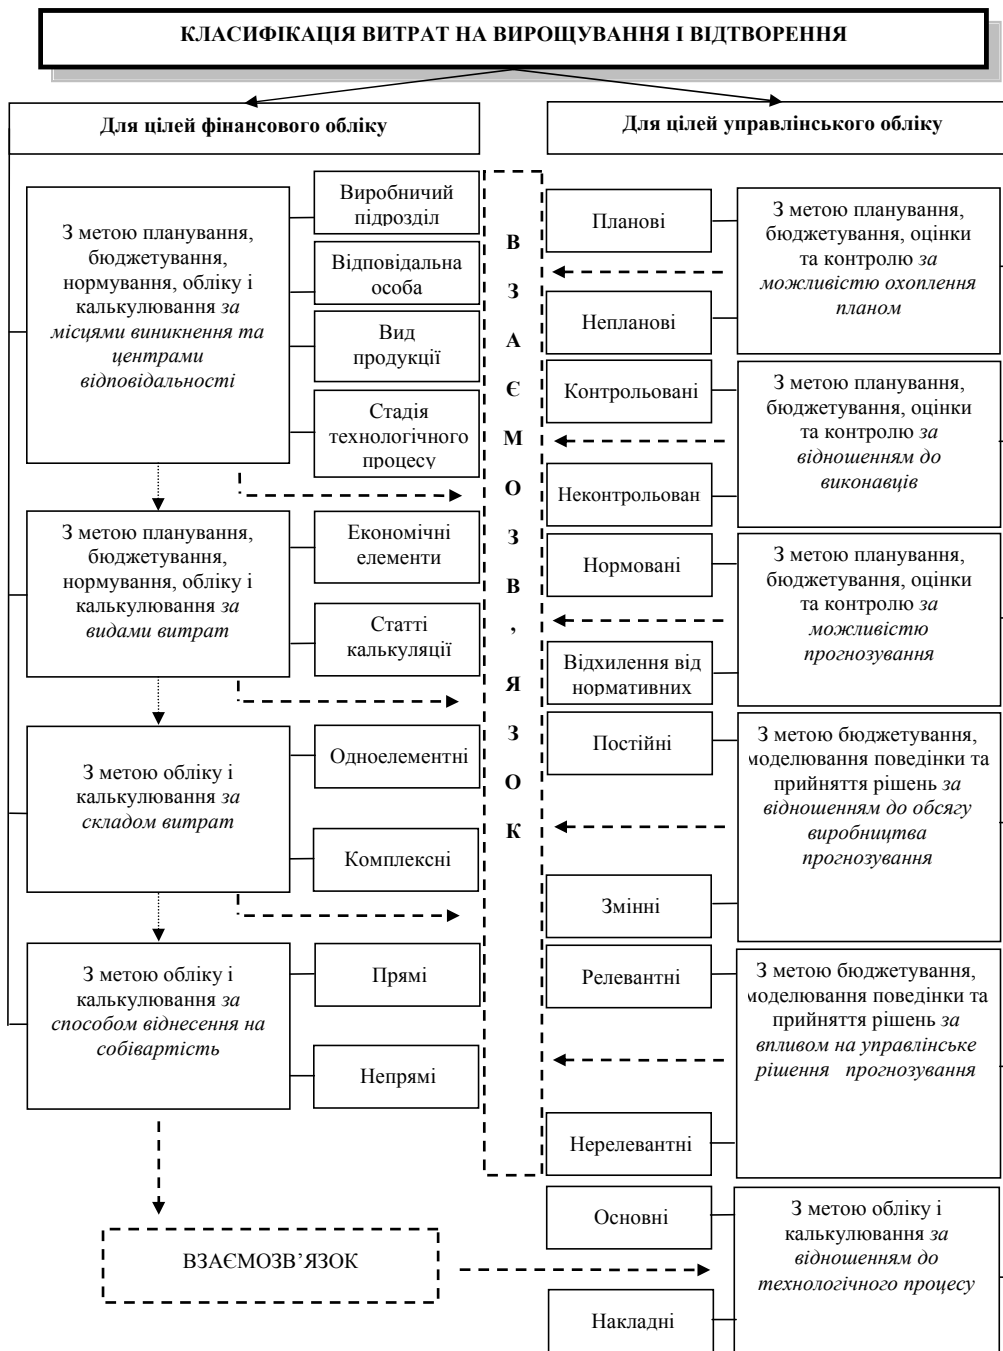 КЛАСИФІКАЦІЯ ВИТРАТ НА ВИРОЩУВАННЯ І ВІДТВОРЕННЯ
Для цілей фінансового обліку
З метою планування,
бюджетування,
нормування, обліку і
калькулювання за
місцями виникнення та
центрами
відповідальності
Виробничий
підрозділ
Відповідальна
особа
Вид
продукції
Стадія
технологічного
процесу
З метою планування,
бюджетування,
нормування, обліку і
калькулювання за
видами витрат
Економічні
елементи
Статті
калькуляції
З метою обліку і
калькулювання за
складом витрат
Одноелементні
Комплексні
З метою обліку і
калькулювання за
способом віднесення на
собівартість
Прямі
Непрямі
ВЗАЄМОЗВ’ЯЗОК
В
З
А
Є
М
О
З
В
,
Я
З
О
К
Для цілей управлінського обліку
Планові
Непланові
З метою планування,
бюджетування, оцінки
та контролю за
можливістю охоплення
планом
Контрольовані
Неконтрольован
З метою планування,
бюджетування, оцінки
та контролю за
відношенням до
виконавців
Нормовані
Відхилення від
нормативних
З метою планування,
бюджетування, оцінки
та контролю за
можливістю
прогнозування
Постійні
Змінні
З метою бюджетування,
моделювання поведінки та
прийняття рішень за
відношенням до обсягу
виробництва
прогнозування
Релевантні
Нерелевантні
З метою бюджетування,
моделювання поведінки та
прийняття рішень за
впливом на управлінське
рішення прогнозування
Основні
Накладні
З метою обліку і
калькулювання за
відношенням до
технологічного процесу